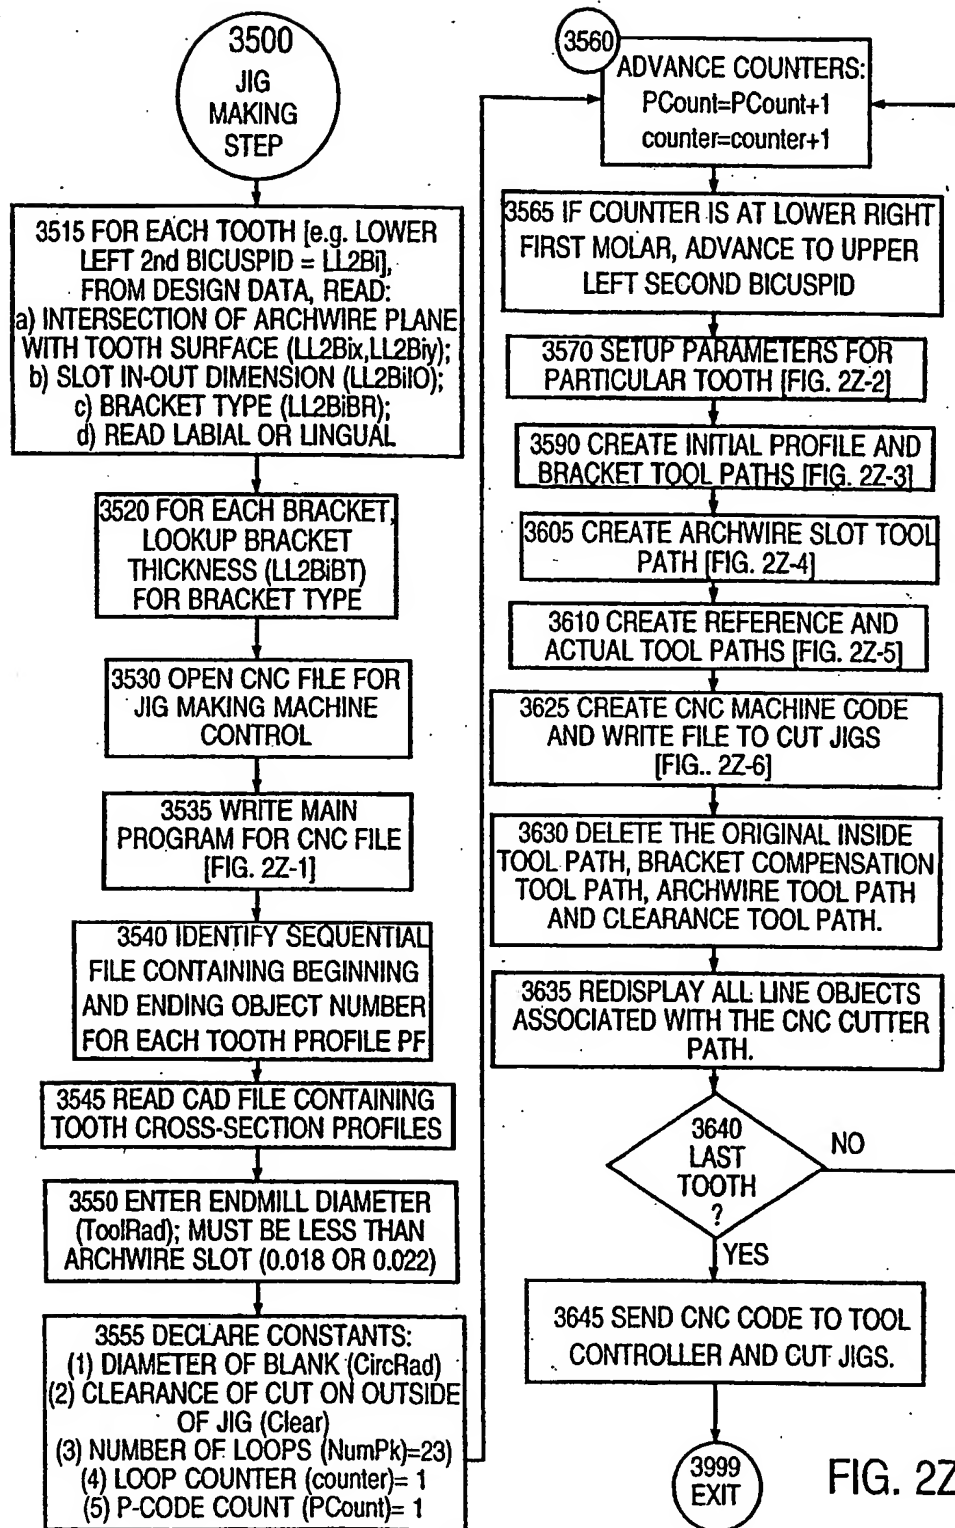 3500
JIG
MAKING
STEP
3515 FOR EACH TOOTH [e.g. LOWER
LEFT 2nd BICUSPID = LL2Bi],
FROM DESIGN DATA, READ:
a) INTERSECTION OF ARCHWIRE PLANE
WITH TOOTH SURFACE (LL2Bix,LL2Biy);
b) SLOT IN-OUT DIMENSION (LL2BiIO);
c) BRACKET TYPE (LL2BiBR);
d) READ LABIAL OR LINGUAL
3520 FOR EACH BRACKET,
LOOKUP BRACKET
THICKNESS (LL2BiBT)
FOR BRACKET TYPE
3530 OPEN CNC FILE FOR
JIG MAKING MACHINE
CONTROL
3535 WRITE MAIN
PROGRAM FOR CNC FILE
[FIG. 2Z-1]
3540 IDENTIFY SEQUENTIAL
FILE CONTAINING BEGINNING
AND ENDING OBJECT NUMBER
FOR EACH TOOTH PROFILE PF
3545 READ CAD FILE CONTAINING
TOOTH CROSS-SECTION PROFILES
3550 ENTER ENDMILL DIAMETER
(ToolRad); MUST BE LESS THAN
ARCHWIRE SLOT (0.018 OR 0.022)
3555 DECLARE CONSTANTS:
(1) DIAMETER OF BLANK (CircRad)
(2) CLEARANCE OF CUT ON OUTSIDE
OF JIG (Clear)
(3) NUMBER OF LOOPS (NumPk)=23)
(4) LOOP COUNTER (counter)= 1
(5) P-CODE COUNT (PCount)= 1
3560
ADVANCE COUNTERS:
PCount=PCount+1
counter=counter+1
3565 IF COUNTER IS AT LOWER RIGHT
FIRST MOLAR, ADVANCE TO UPPER
LEFT SECOND BICUSPID
3570 SETUP PARAMETERS FOR
PARTICULAR TOOTH [FIG. 2Z-2]
3590 CREATE INITIAL PROFILE AND
BRACKET TOOL PATHS [FIG. 2Z-3]
3605 CREATE ARCHWIRE SLOT TOOL
PATH [FIG. 2Z-4]
3610 CREATE REFERENCE AND
ACTUAL TOOL PATHS [FIG. 2Z-5]
3625 CREATE CNC MACHINE CODE
AND WRITE FILE TO CUT JIGS
[FIG.. 2Z-6]
3630 DELETE THE ORIGINAL INSIDE
TOOL PATH, BRACKET COMPENSATION
TOOL PATH, ARCHWIRE TOOL PATH
AND CLEARANCE TOOL PATH.
3635 REDISPLAY ALL LINE OBJECTS
ASSOCIATED WITH THE CNC CUTTER
PATH.
3640
LAST
TOOTH
?
NO
YES
3645 SEND CNC CODE TO TOOL
CONTROLLER AND CUT JIGS.
3999
EXIT
FIG. 2Z